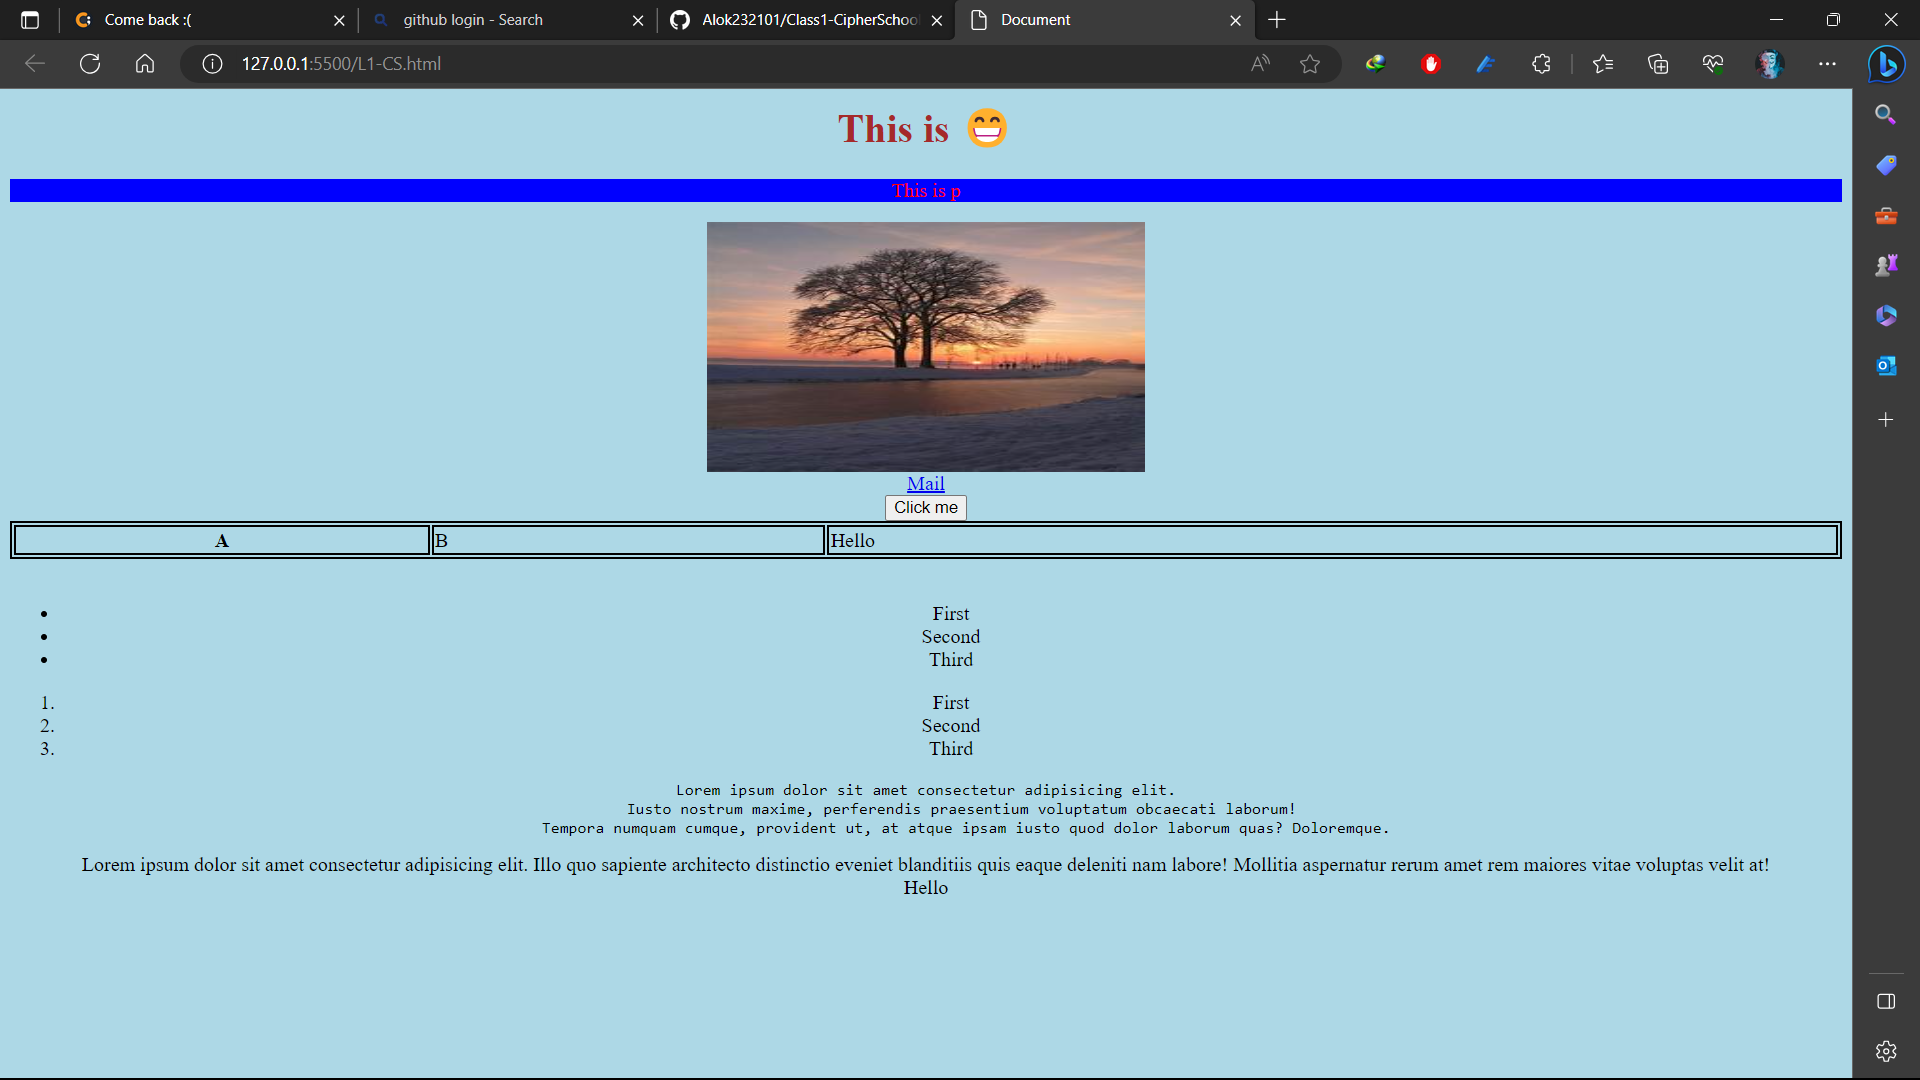 Come back :(
github login - Search
Alok232101/Class1-CipherSchool
Document
127.0.0.1:5500/L1-CS.html
This is 😁
This is p
Mail
Click me
A B Hello
• First
• Second
• Third
1. First
2. Second
3. Third
Lorem ipsum dolor sit amet consectetur adipisicing elit.
Iusto nostrum maxime, perferendis praesentium voluptatum obcaecati laborum!
Tempora numquam cumque, provident ut, at atque ipsam iusto quod dolor laborum quas? Doloremque.
Lorem ipsum dolor sit amet consectetur adipisicing elit. Illo quo sapiente architecto distinctio eveniet blanditiis quis eaque deleniti nam labore! Mollitia aspernatur rerum amet rem maiores vitae voluptas velit at!
Hello